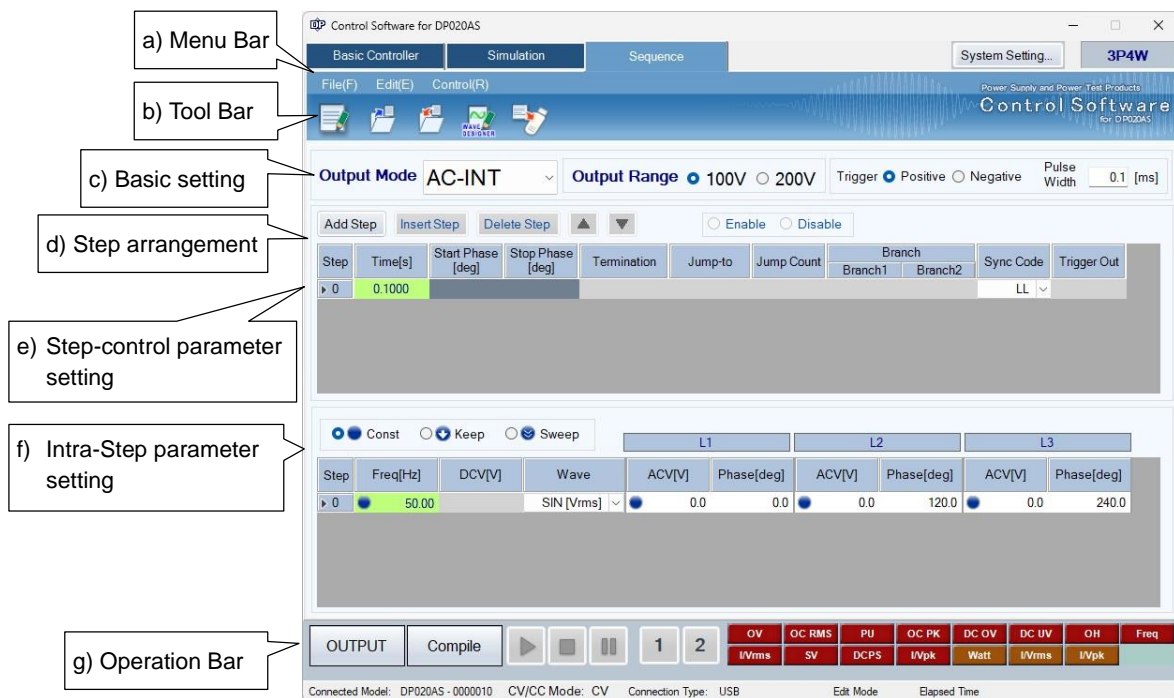 a) Menu Bar
b) Tool Bar
c) Basic setting
d) Step arrangement
e) Step-control parameter
setting
f) Intra-Step parameter
setting
g) Operation Bar
Control Software for DP020AS
Basic Controller Simulation Sequence System Setting... 3P4W
File(F) Edit(E) Control(R)
Power Supply and Power Test Products
Control Software
for DP020AS
WAVE
DESIGNER
Output Mode AC-INT Output Range 100V 200V Trigger Positive Negative Pulse Width 0.1 [ms]
Add Step Insert Step Delete Step Enable Disable
Step Time[s] Start Phase [deg] Stop Phase [deg] Termination Jump-to Jump Count Branch Branch1 Branch2 Sync Code Trigger Out
0 0.1000 LL
Const Keep Sweep L1 L2 L3
Step Freq[Hz] DCV[V] Wave ACV[V] Phase[deg] ACV[V] Phase[deg] ACV[V] Phase[deg]
0 50.00 SIN [Vrms] 0.0 0.0 0.0 120.0 0.0 240.0
OUTPUT Compile 1 2
OV OC RMS PU OC PK DC OV DC UV OH Freq
I/Vrms SV DCPS I/Vpk Watt I/Vrms I/Vpk
Connected Model: DP020AS - 0000010 CV/CC Mode: CV Connection Type: USB Edit Mode Elapsed Time